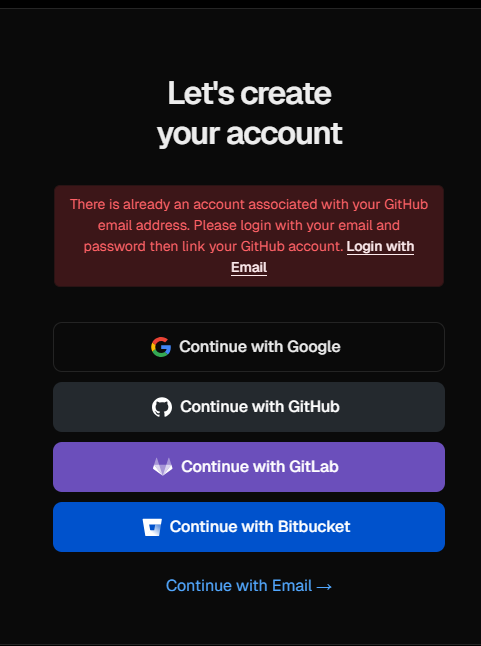 Let's create
your account
There is already an account associated with your GitHub
email address. Please login with your email and
password then link your GitHub account. Login with
Email
Continue with Google
Continue with GitHub
Continue with GitLab
Continue with Bitbucket
Continue with Email →